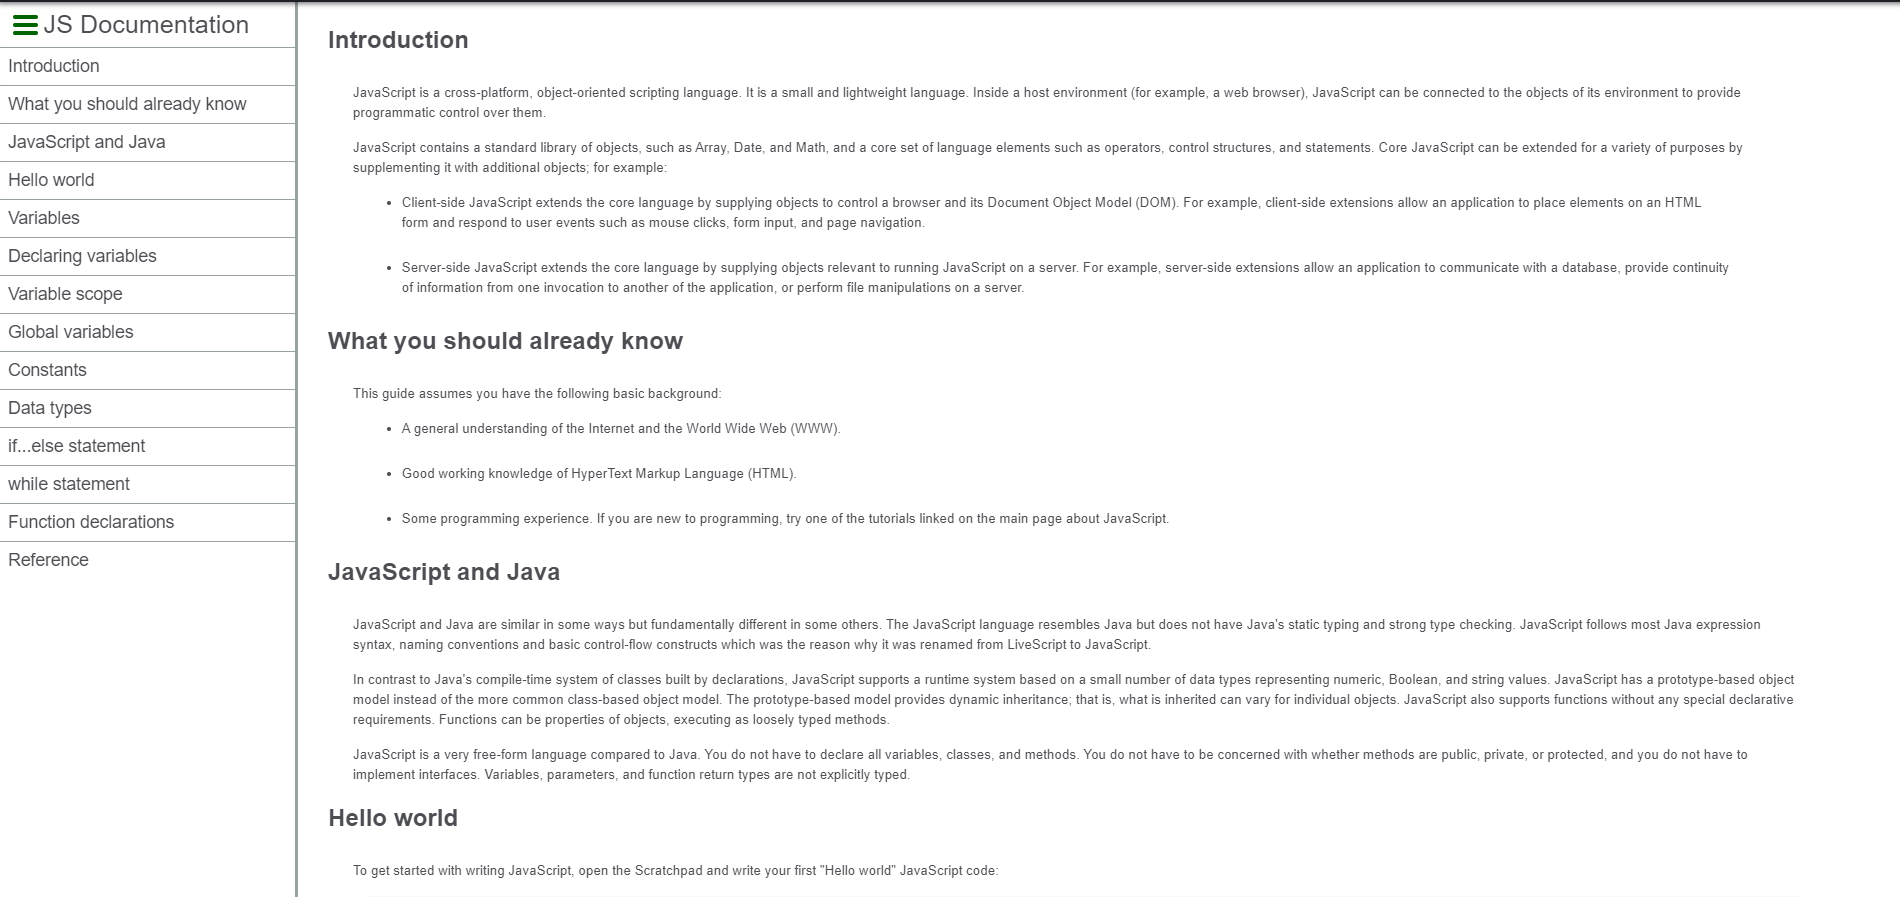 JS Documentation
Introduction
What you should already know
JavaScript and Java
Hello world
Variables
Declaring variables
Variable scope
Global variables
Constants
Data types
if...else statement
while statement
Function declarations
Reference
Introduction
JavaScript is a cross-platform, object-oriented scripting language. It is a small and lightweight language. Inside a host environment (for example, a web browser), JavaScript can be connected to the objects of its environment to provide
programmatic control over them.
JavaScript contains a standard library of objects, such as Array, Date, and Math, and a core set of language elements such as operators, control structures, and statements. Core JavaScript can be extended for a variety of purposes by
supplementing it with additional objects; for example:
• Client-side JavaScript extends the core language by supplying objects to control a browser and its Document Object Model (DOM). For example, client-side extensions allow an application to place elements on an HTML
form and respond to user events such as mouse clicks, form input, and page navigation.
• Server-side JavaScript extends the core language by supplying objects relevant to running JavaScript on a server. For example, server-side extensions allow an application to communicate with a database, provide continuity
of information from one invocation to another of the application, or perform file manipulations on a server.
What you should already know
This guide assumes you have the following basic background:
• A general understanding of the Internet and the World Wide Web (WWW).
• Good working knowledge of HyperText Markup Language (HTML).
• Some programming experience. If you are new to programming, try one of the tutorials linked on the main page about JavaScript.
JavaScript and Java
JavaScript and Java are similar in some ways but fundamentally different in some others. The JavaScript language resembles Java but does not have Java's static typing and strong type checking. JavaScript follows most Java expression
syntax, naming conventions and basic control-flow constructs which was the reason why it was renamed from LiveScript to JavaScript.
In contrast to Java's compile-time system of classes built by declarations, JavaScript supports a runtime system based on a small number of data types representing numeric, Boolean, and string values. JavaScript has a prototype-based object
model instead of the more common class-based object model. The prototype-based model provides dynamic inheritance; that is, what is inherited can vary for individual objects. JavaScript also supports functions without any special declarative
requirements. Functions can be properties of objects, executing as loosely typed methods.
JavaScript is a very free-form language compared to Java. You do not have to declare all variables, classes, and methods. You do not have to be concerned with whether methods are public, private, or protected, and you do not have to
implement interfaces. Variables, parameters, and function return types are not explicitly typed.
Hello world
To get started with writing JavaScript, open the Scratchpad and write your first "Hello world" JavaScript code: